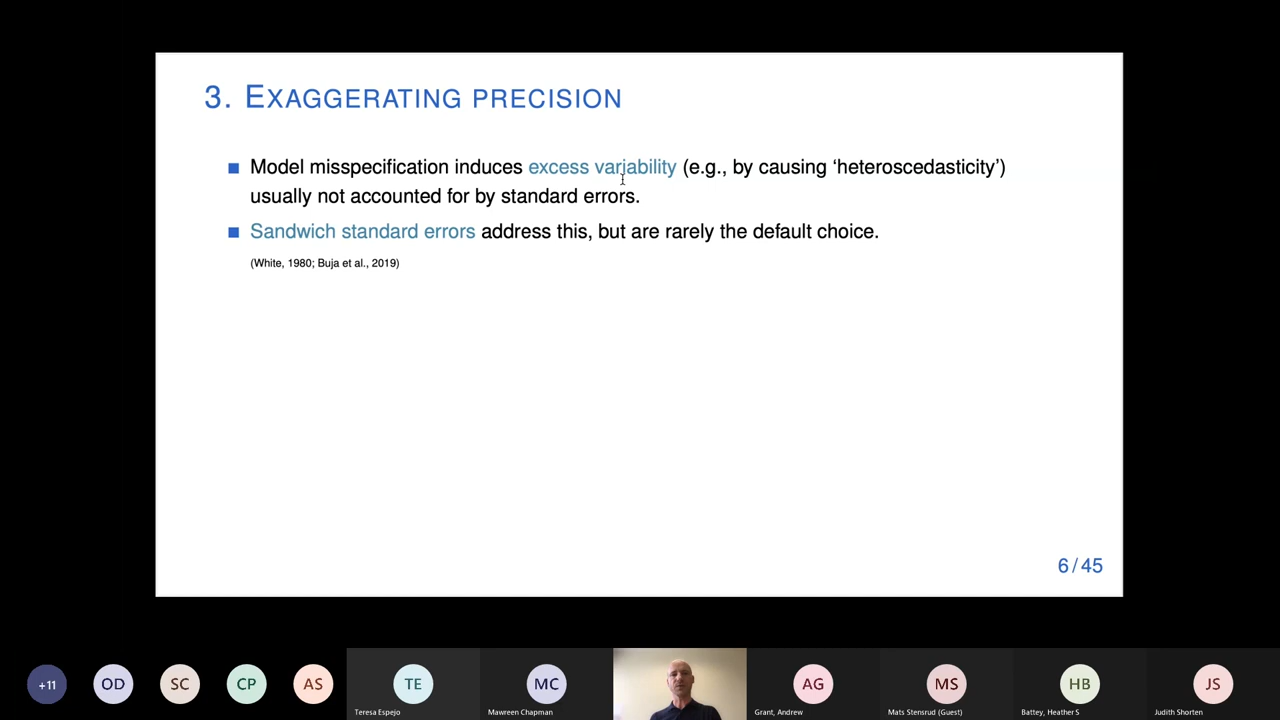 3. EXAGGERATING PRECISION
Model misspecification induces excess variability (e.g., by causing ‘heteroscedasticity’)
usually not accounted for by standard errors.
Sandwich standard errors address this, but are rarely the default choice.
(White, 1980; Buja et al., 2019)
6/45
+11
OD
SC
CP
AS
TE
MC
AG
MS
HB
JS
Teresa Espejo
Mawreen Chapman
Grant, Andrew
Mats Stensrud (Guest)
Battey, Heather S
Judith Shorten